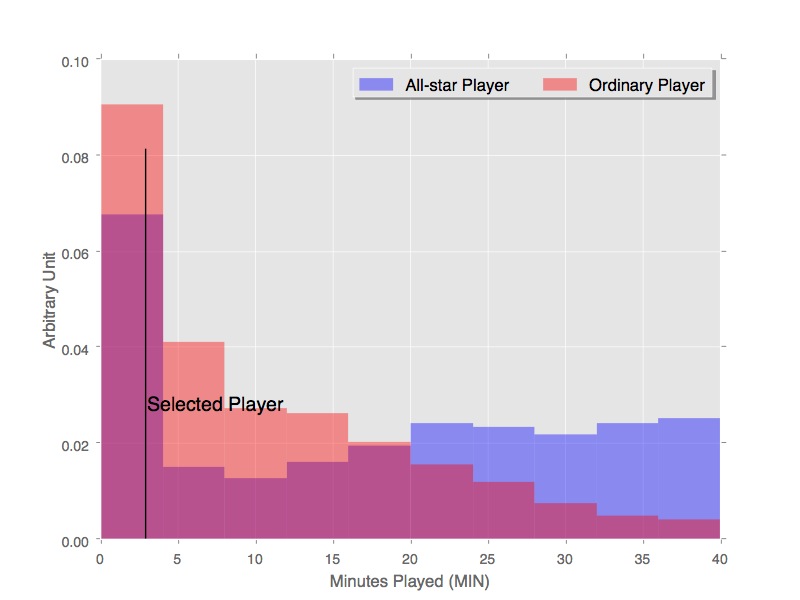 All-star Player Ordinary Player
0.10
0.08
0.06
0.04
0.02
0.00
Arbitrary Unit
Selected Player
0 5 10 15 20 25 30 35 40
Minutes Played (MIN)